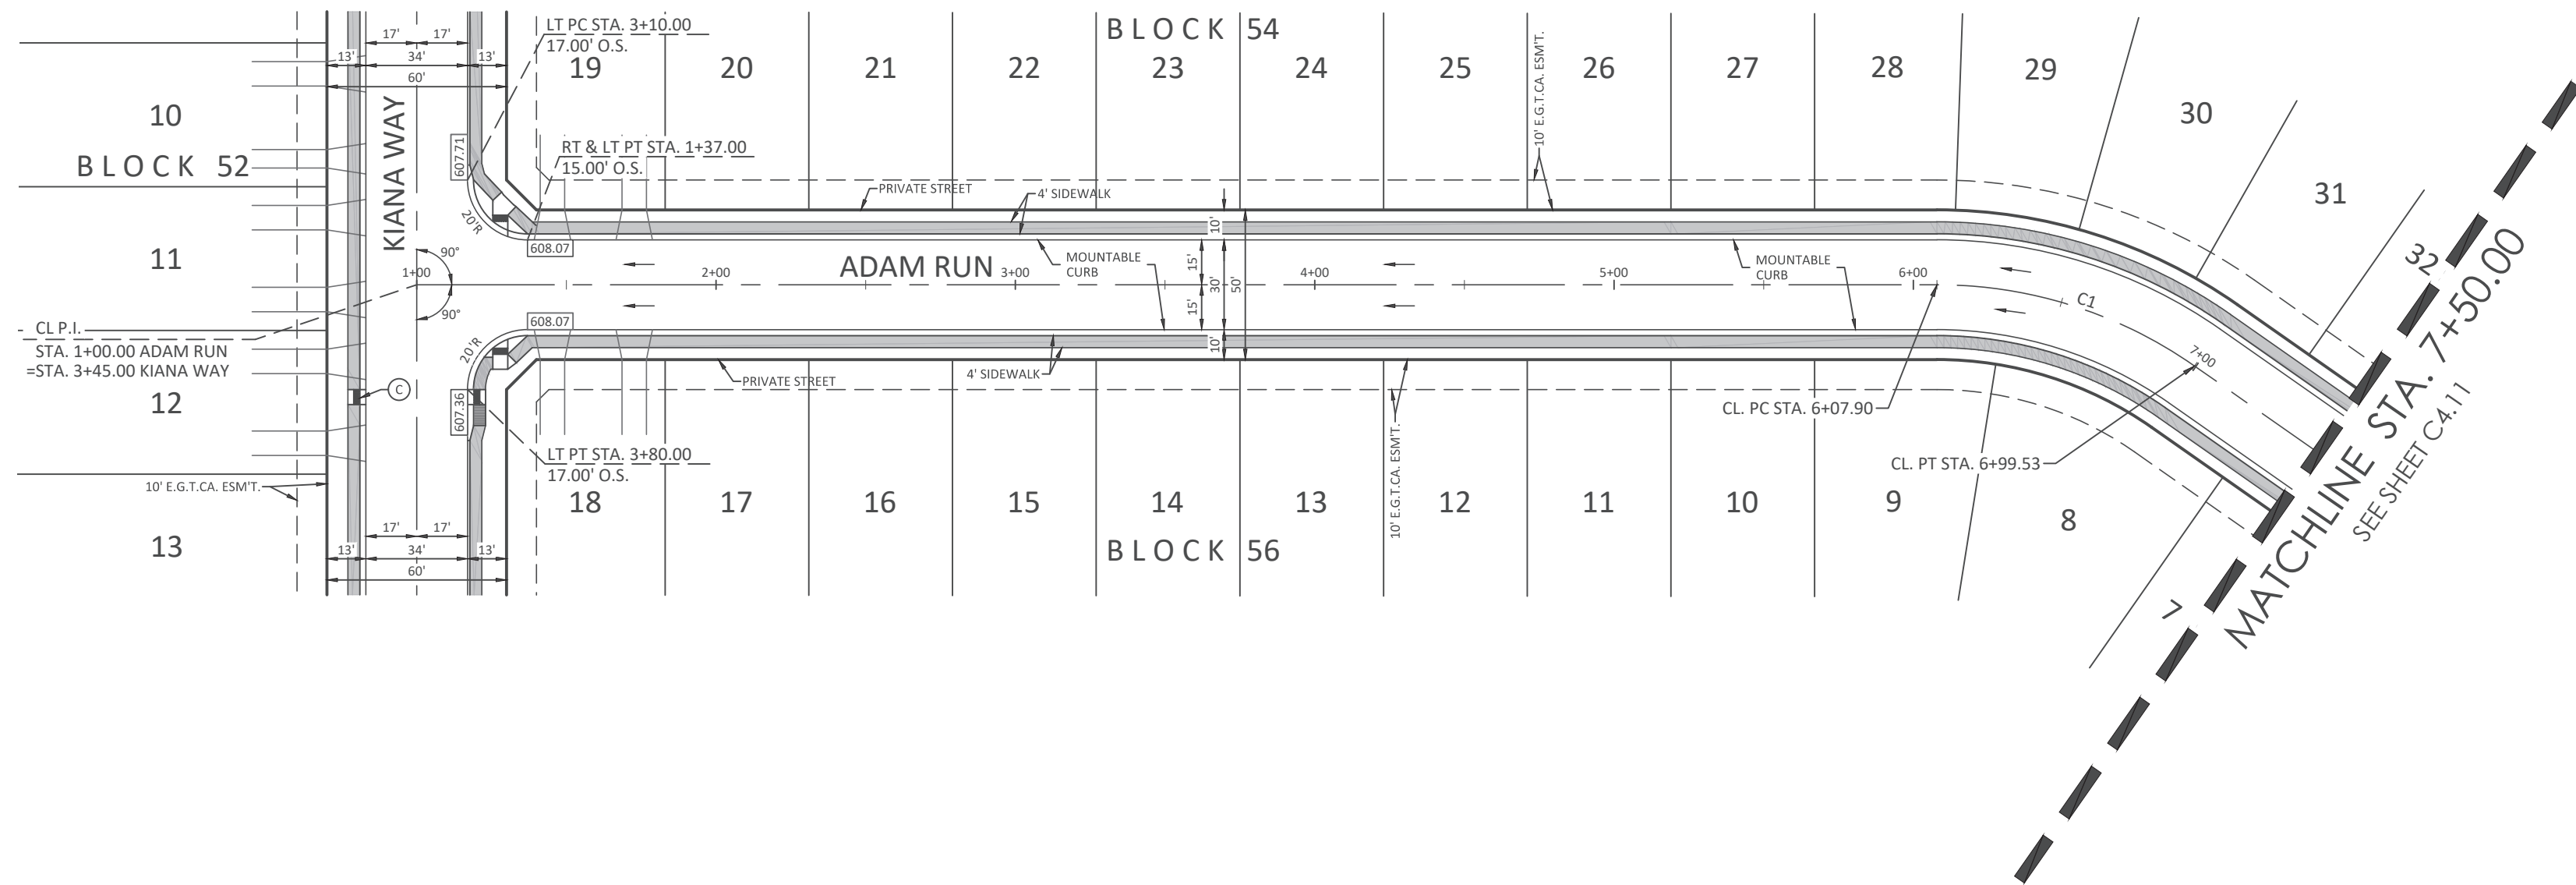 BLOCK 54
19 20 21 22 23 24 25 26 27 28 29 30 31 32
LT PC STA. 3+10.00
17.00' O.S.
RT & LT PT STA. 1+37.00
15.00' O.S.
17' 17'
13' 34' 13'
60'
10
BLOCK 52
11
12
13
KIANA WAY
607.71
20'R
608.07
90°
90°
CL P.I.
STA. 1+00.00 ADAM RUN
=STA. 3+45.00 KIANA WAY
C
10' E.G.T.CA. ESM'T.
PRIVATE STREET
4' SIDEWALK
10' E.G.T.CA. ESM'T.
ADAM RUN
MOUNTABLE
CURB
MOUNTABLE
CURB
1+00 2+00 3+00 4+00 5+00 6+00 7+00
10'
15'
30'
50'
15'
10'
C1
608.07
20'R
607.36
PRIVATE STREET
4' SIDEWALK
10' E.G.T.CA. ESM'T.
CL. PC STA. 6+07.90
CL. PT STA. 6+99.53
LT PT STA. 3+80.00
17.00' O.S.
18 17 16 15 14 13 12 11 10 9 8 7
BLOCK 56
17' 17'
13' 34' 13'
60'
MATCHLINE STA. 7+50.00
SEE SHEET C4.11